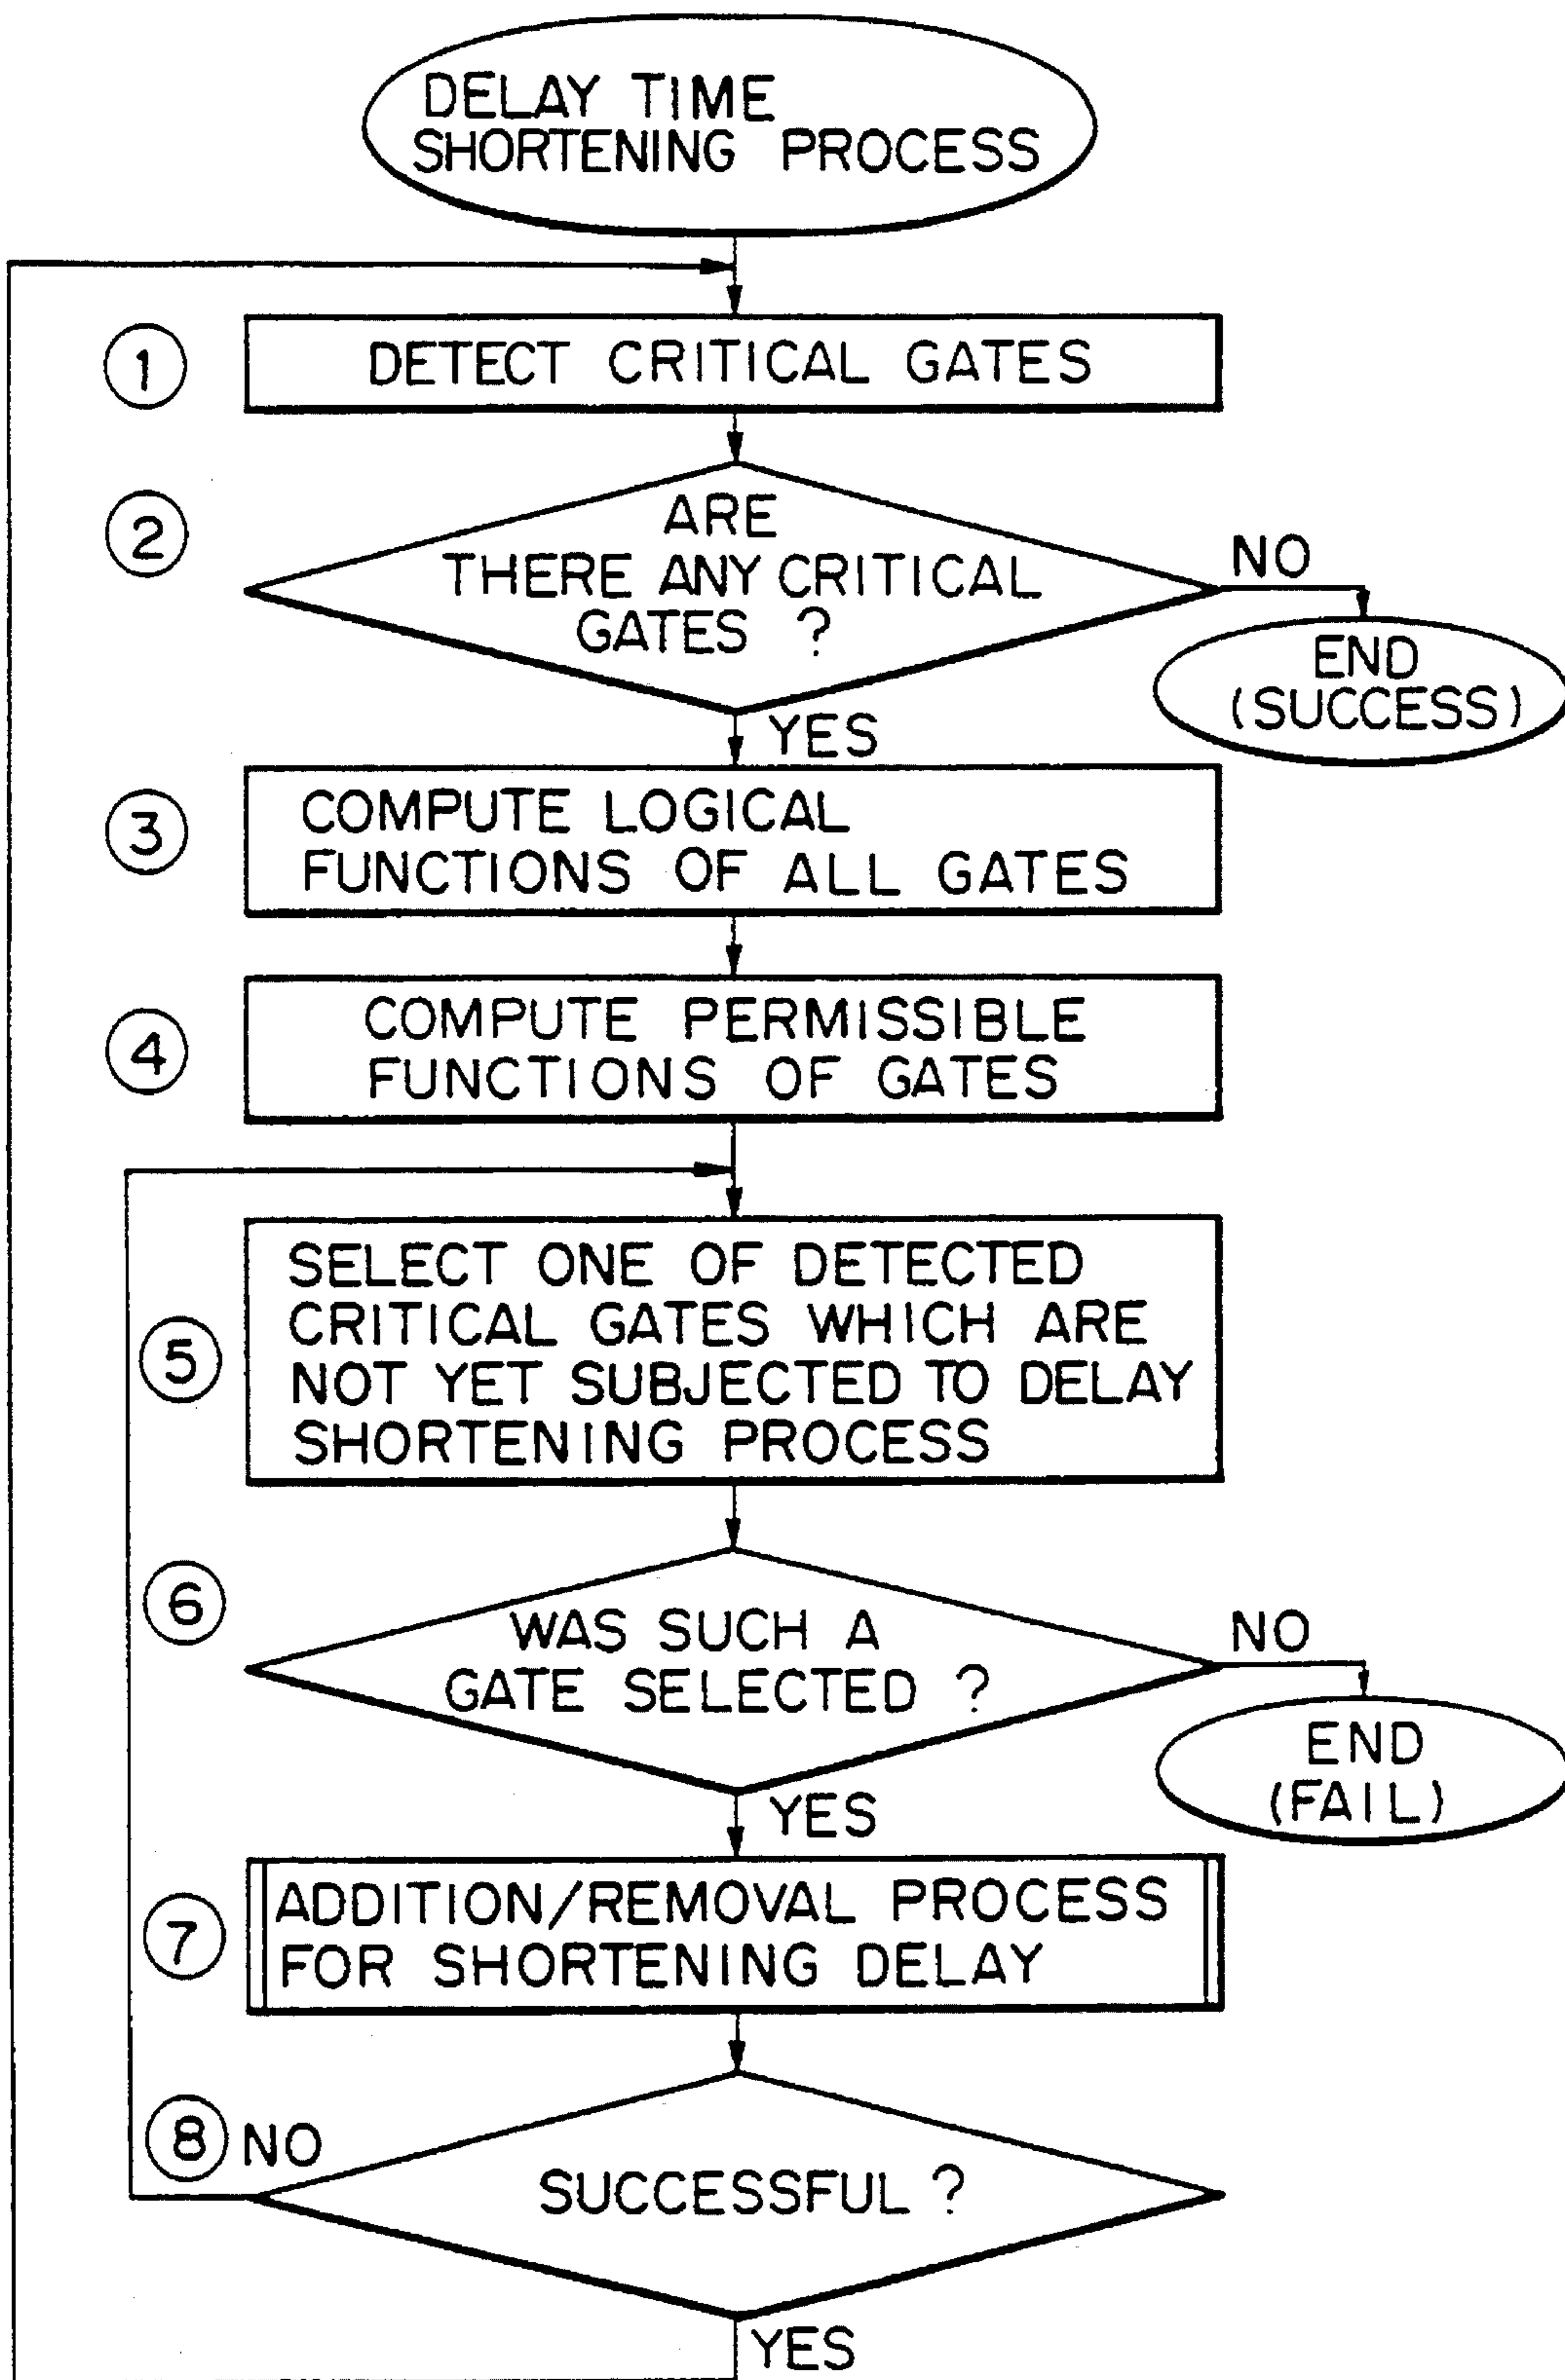 DELAY TIME
SHORTENING PROCESS
1
DETECT CRITICAL GATES
2
ARE
THERE ANY CRITICAL
GATES ?
NO
END
(SUCCESS)
YES
3
COMPUTE LOGICAL
FUNCTIONS OF ALL GATES
4
COMPUTE PERMISSIBLE
FUNCTIONS OF GATES
5
SELECT ONE OF DETECTED
CRITICAL GATES WHICH ARE
NOT YET SUBJECTED TO DELAY
SHORTENING PROCESS
6
WAS SUCH A
GATE SELECTED ?
NO
END
(FAIL)
YES
7
ADDITION/REMOVAL PROCESS
FOR SHORTENING DELAY
8
NO
SUCCESSFUL ?
YES